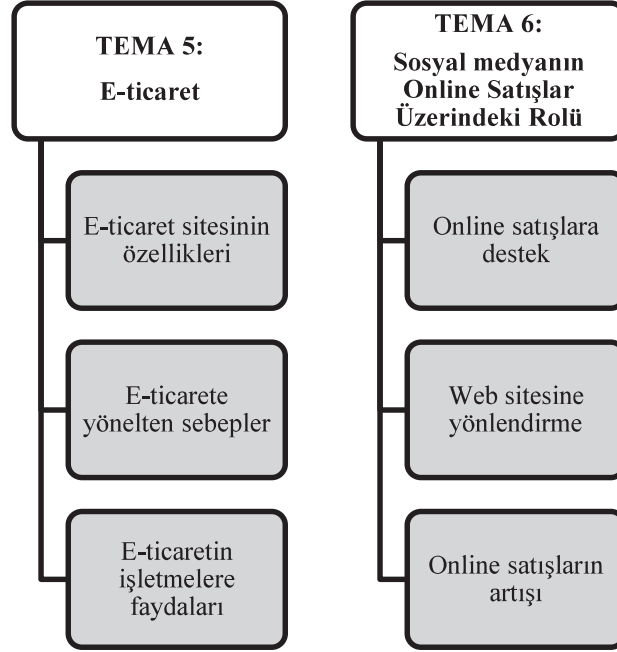 TEMA 5:
E-ticaret
E-ticaret sitesinin
özellikleri
E-ticarete
yönelten sebepler
E-ticaretin
işletmelere
faydaları
TEMA 6:
Sosyal medyanın
Online Satışlar
Üzerindeki Rolü
Online satışlara
destek
Web sitesine
yönlendirme
Online satışların
artışı